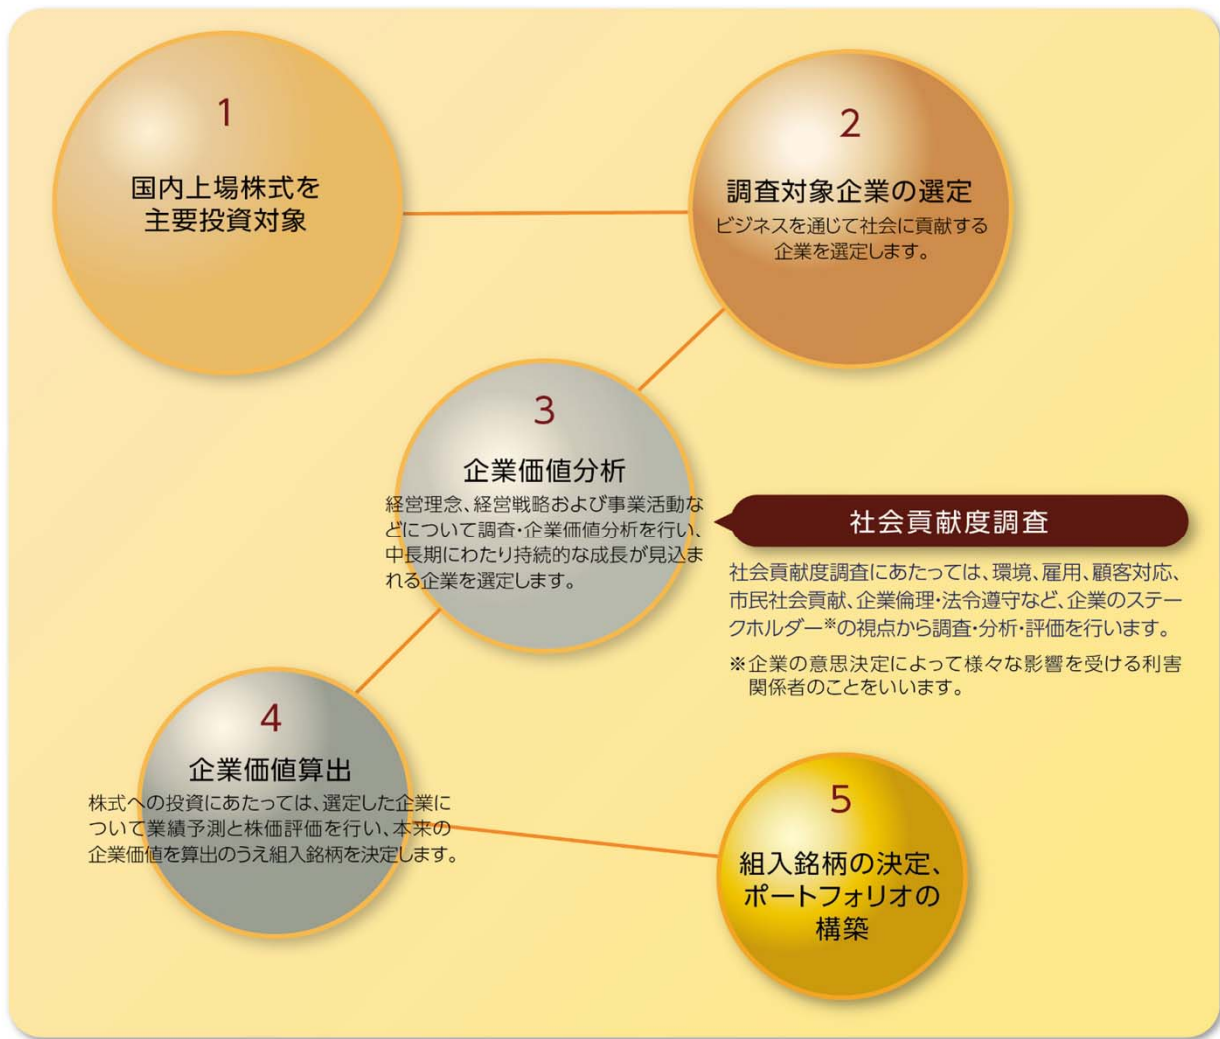 1
国内上場株式を
主要投資対象
2
調査対象企業の選定
ビジネスを通じて社会に貢献する
企業を選定します。
3
企業価値分析
経営理念、経営戦略および事業活動な
どについて調査・企業価値分析を行い、
中長期にわたり持続的な成長が見込ま
れる企業を選定します。
社会貢献度調査
社会貢献度調査にあたっては、環境、雇用、顧客対応、
市民社会貢献、企業倫理・法令遵守など、企業のステー
クホルダー※の視点から調査・分析・評価を行います。
※企業の意思決定によって様々な影響を受ける利害
関係者のことをいいます。
4
企業価値算出
株式への投資にあたっては、選定した企業に
ついて業績予測と株価評価を行い、本来の
企業価値を算出のうえ組入銘柄を決定します。
5
組入銘柄の決定、
ポートフォリオの
構築